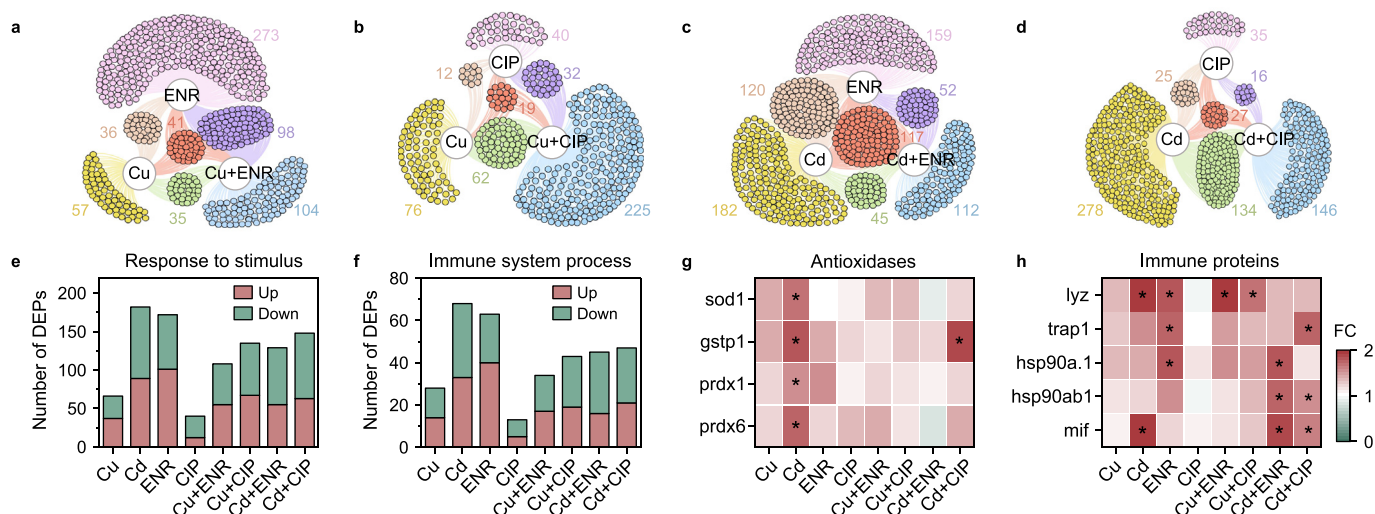 a
273
ENR
36
41
98
Cu
Cu+ENR
57
35
104
b
40
CIP
12
32
19
Cu
Cu+CIP
62
76
225
c
159
ENR
120
52
117
Cd
Cd+ENR
182
45
112
d
35
CIP
25
16
27
Cd
Cd+CIP
278
134
146
e
Response to stimulus
Number of DEPs
200
150
100
50
0
Up
Down
Cu
Cd
ENR
CIP
Cu+ENR
Cu+CIP
Cd+ENR
Cd+CIP
f
Immune system process
Number of DEPs
80
60
40
20
0
Up
Down
Cu
Cd
ENR
CIP
Cu+ENR
Cu+CIP
Cd+ENR
Cd+CIP
g
Antioxidases
sod1
*
gstp1
* *
prdx1
*
prdx6
*
Cu
Cd
ENR
CIP
Cu+ENR
Cu+CIP
Cd+ENR
Cd+CIP
h
Immune proteins
lyz
* * * *
trap1
* *
hsp90a.1
* *
hsp90ab1
* *
mif
* * *
Cu
Cd
ENR
CIP
Cu+ENR
Cu+CIP
Cd+ENR
Cd+CIP
FC
2
1
0